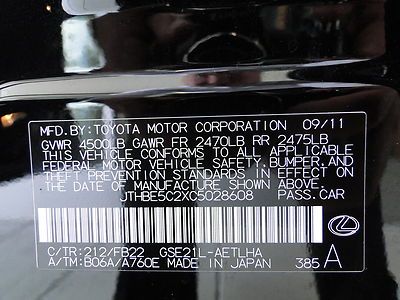 MFD.BY:TOYOTA MOTOR CORPORATION 09/11
GVWR 4500LB GAWR FR 2470LB RR 2475LB
THIS VEHICLE CONFORMS TO ALL APPLICABLE
FEDERAL MOTOR VEHICLE SAFETY,BUMPER,AND
THEFT PREVENTION STANDARDS IN EFFECT ON
THE DATE OF MANUFACTURE SHOWN ABOVE.
JTHBE5C2XC5028608 PASS.CAR
C/TR:212/FB22 GSE21L-AETLHA
A/TM:B06A/A760E MADE IN JAPAN 385 A